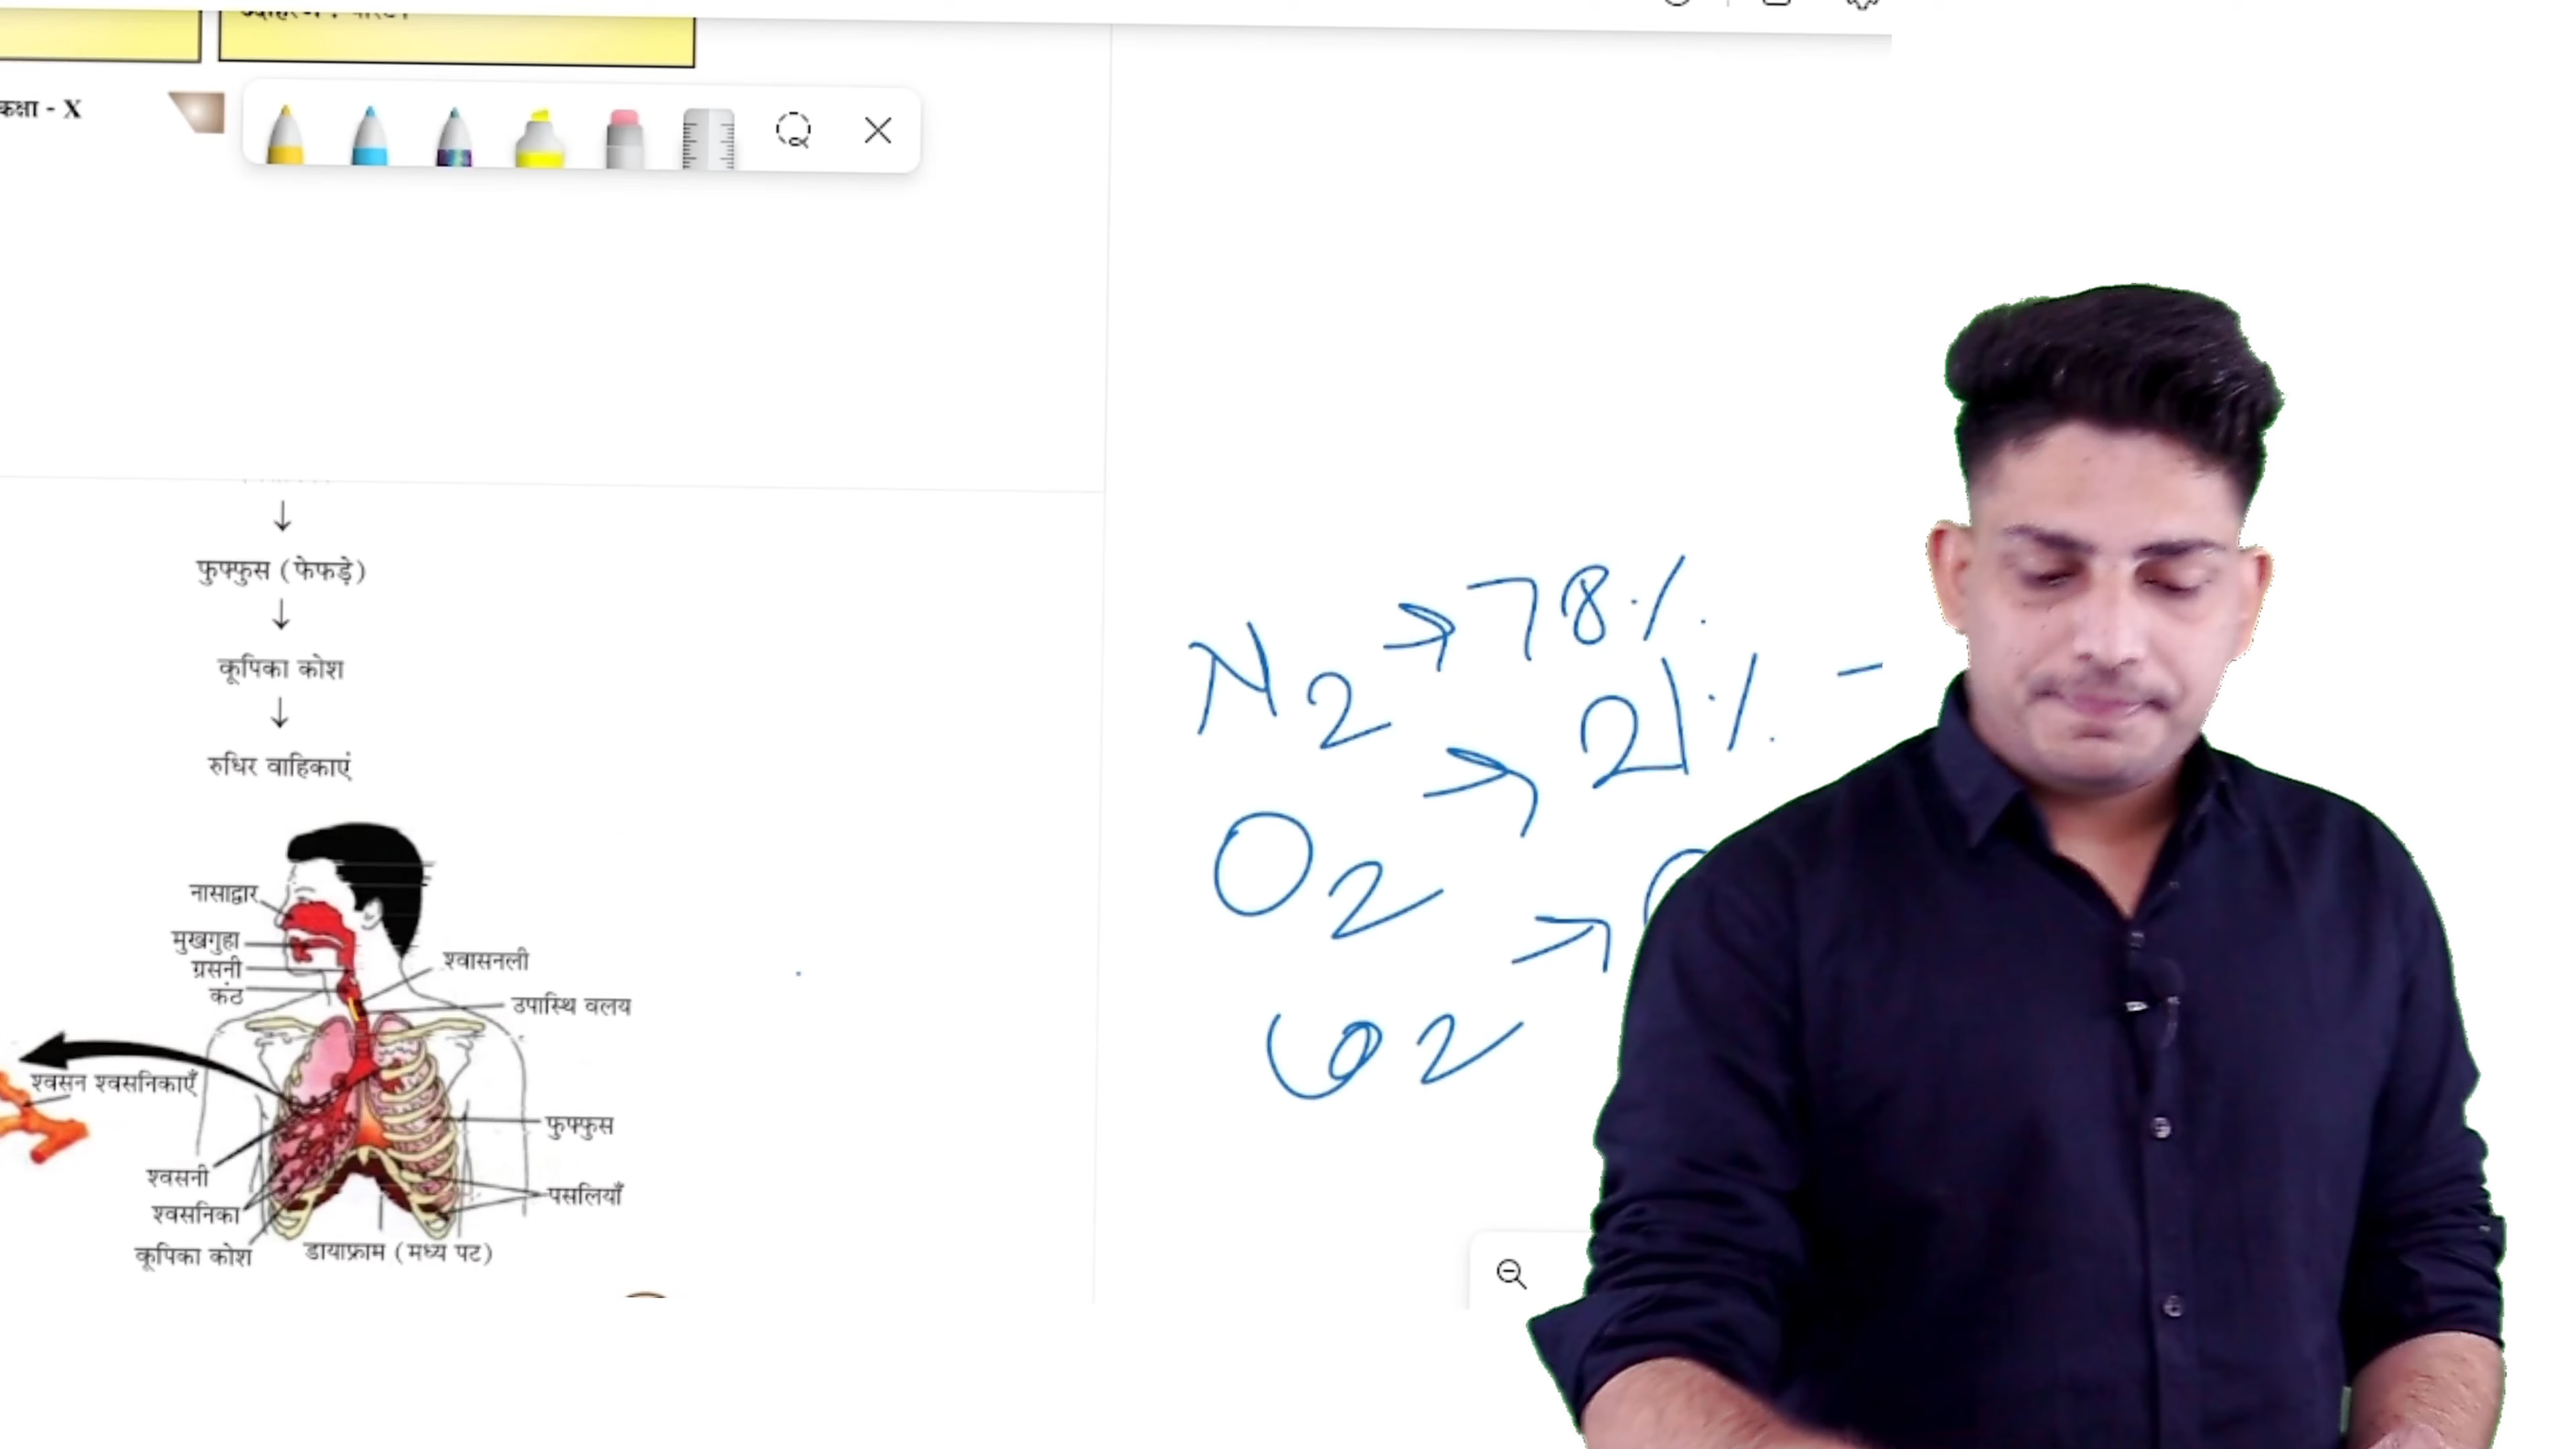 कक्षा - X
फुफ्फुस (फेफड़े)
कूपिका कोश
रुधिर वाहिकाएं
नासाद्वार
मुखगुहा
ग्रसनी
कंठ
श्वासनली
उपास्थि वलय
श्वसन श्वसनिकाएँ
फुफ्फुस
श्वसनी
पसलियाँ
श्वसनिका
कूपिका कोश
डायाफ्राम (मध्य पट)
N2 → 78%
O2 → 21% -
CO2 →